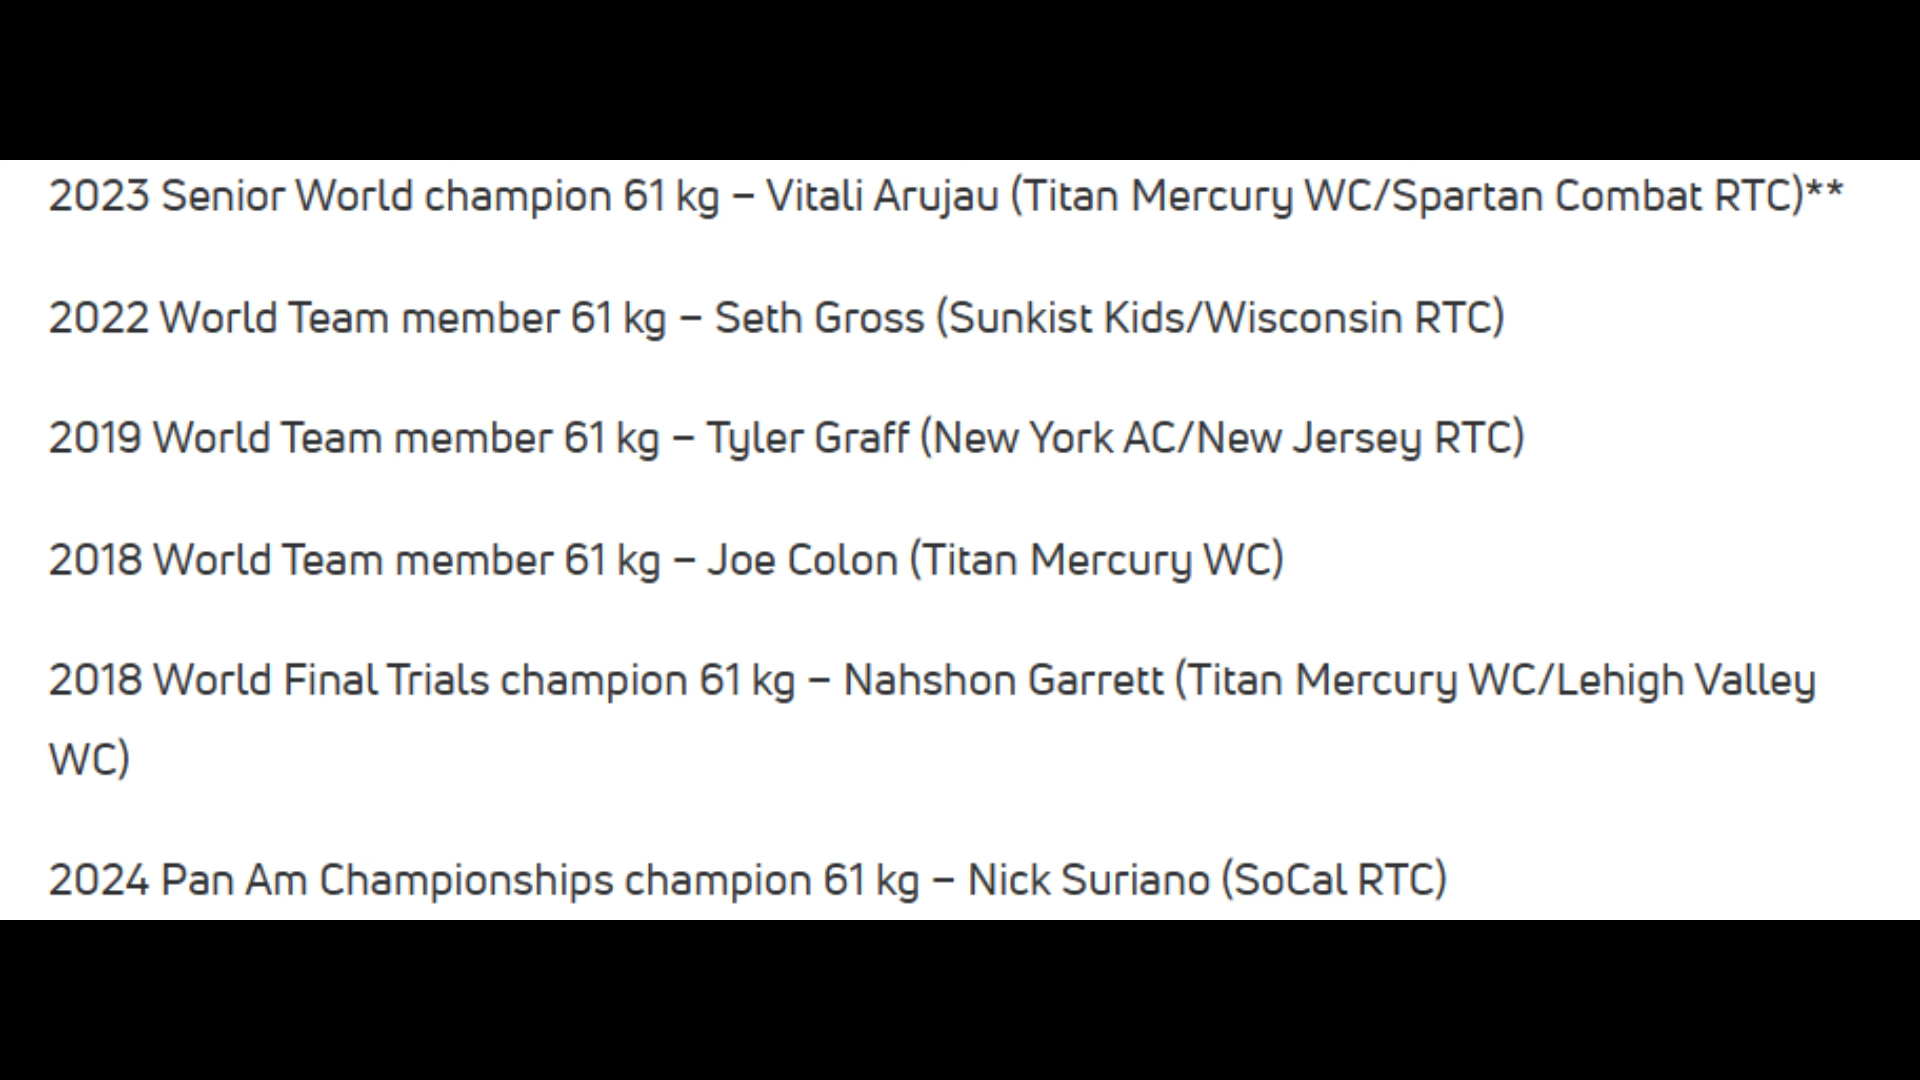 2023 Senior World champion 61 kg – Vitali Arujau (Titan Mercury WC/Spartan Combat RTC)**
2022 World Team member 61 kg – Seth Gross (Sunkist Kids/Wisconsin RTC)
2019 World Team member 61 kg – Tyler Graff (New York AC/New Jersey RTC)
2018 World Team member 61 kg – Joe Colon (Titan Mercury WC)
2018 World Final Trials champion 61 kg – Nahshon Garrett (Titan Mercury WC/Lehigh Valley
WC)
2024 Pan Am Championships champion 61 kg – Nick Suriano (SoCal RTC)